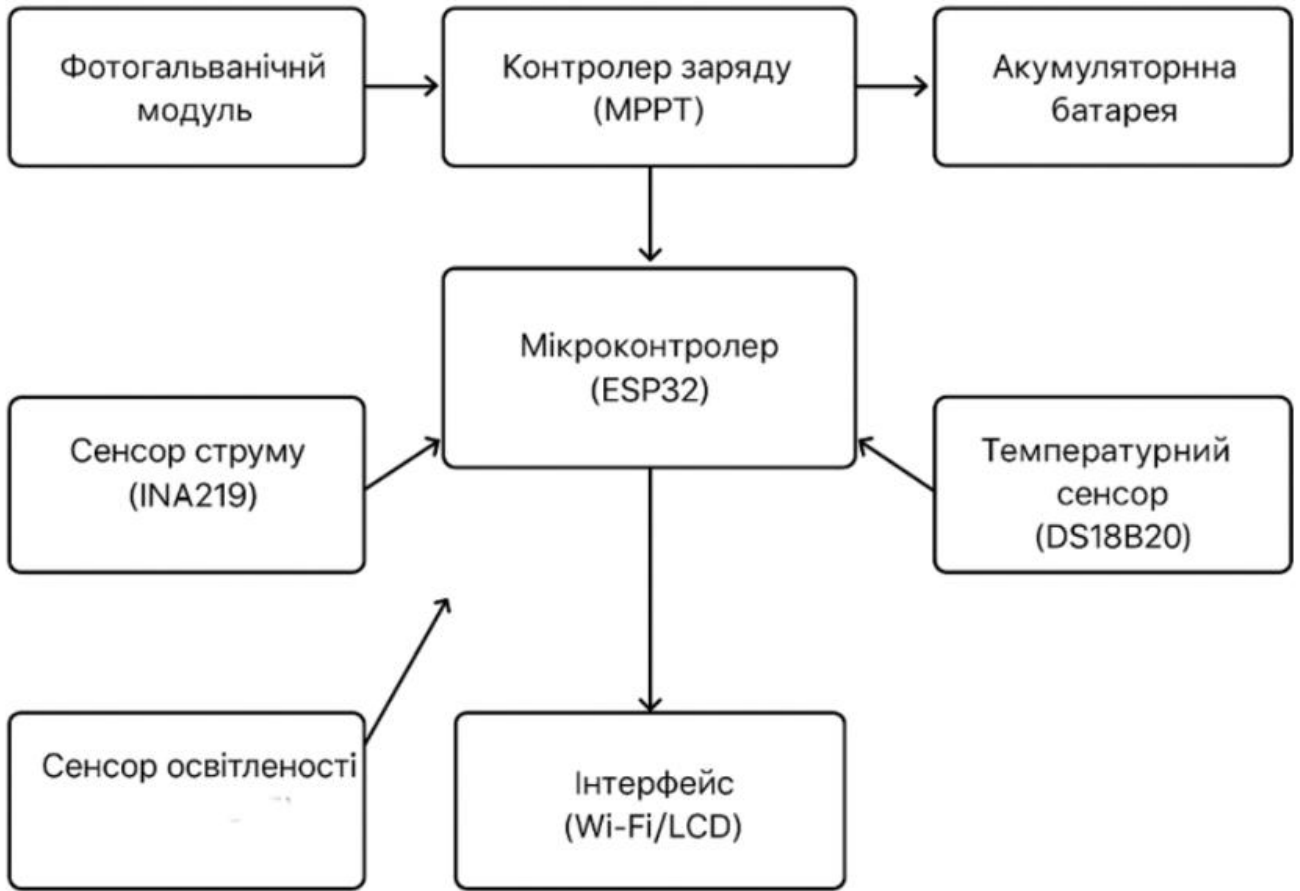 Фотогальванічнй
модуль
Контролер заряду
(MPPT)
Акумуляторнна
батарея
Мікроконтролер
(ESP32)
Сенсор струму
(INA219)
Температурний
сенсор
(DS18B20)
Сенсор освітленості
Інтерфейс
(Wi-Fi/LCD)